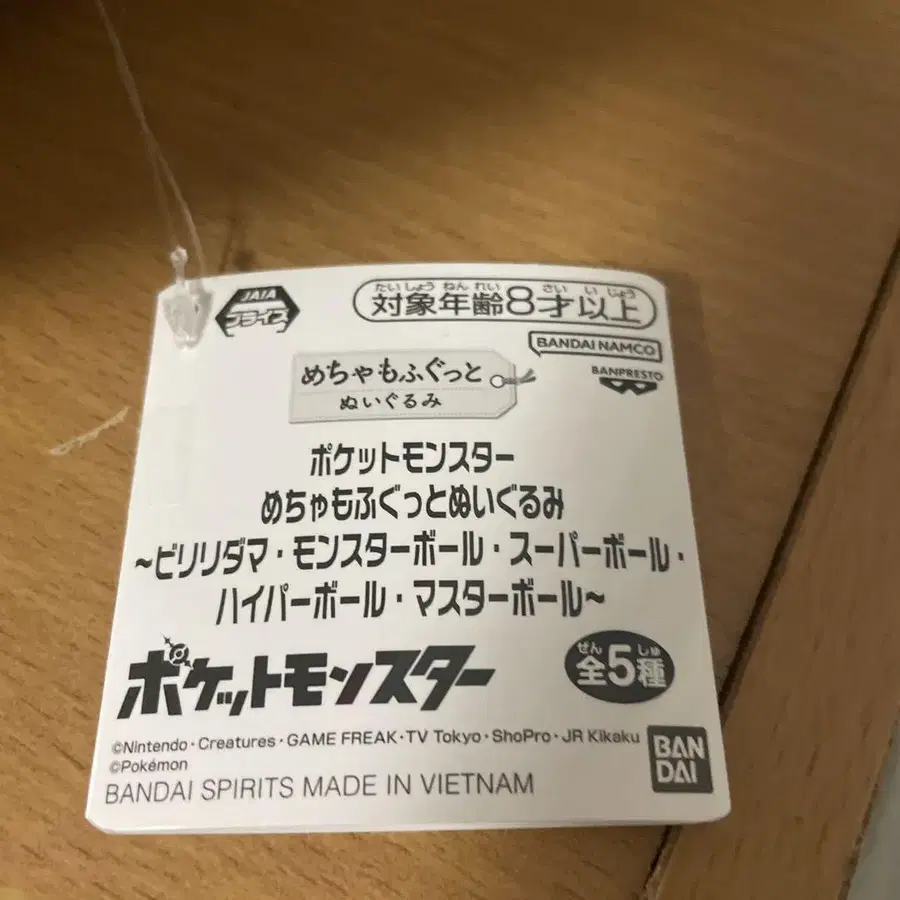 JAIA
プライズ
たいしょう ねん れい さい い じょう
対象年齢8才以上
BANDAI NAMCO
BANPRESTO
めちゃもふぐっと
ぬいぐるみ
ポケットモンスター
めちゃもふぐっとぬいぐるみ
~ビリリダマ・モンスターボール・スーパーボール・
ハイパーボール・マスターボール~
ポケットモンスター
ぜん しゅ
全5種
©Nintendo・Creatures・GAME FREAK・TV Tokyo・ShoPro・JR Kikaku
©Pokémon
BANDAI SPIRITS MADE IN VIETNAM
BAN
DAI